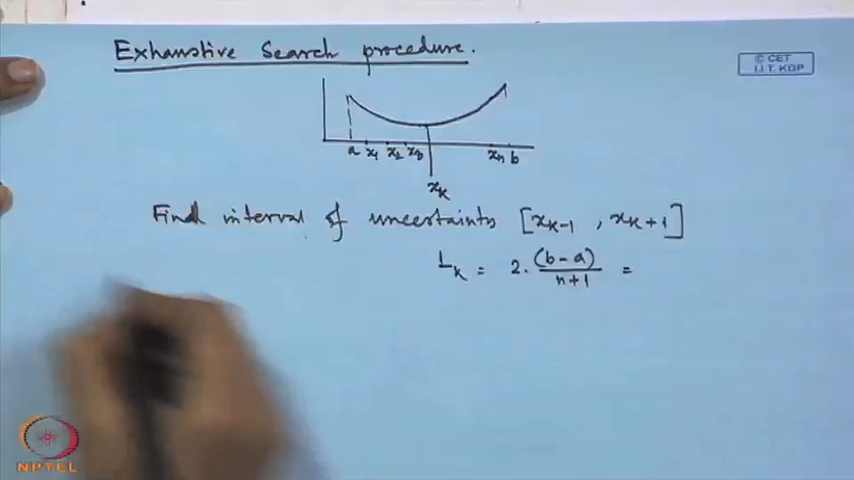 Exhaustive Search procedure.
© CET
I.I.T. KGP
a x1 x2 x3 xn b
xK
Final interval of uncertainty [xK-1 , xK+1]
LK = 2. (b-a)/n+1 =
NPTEL